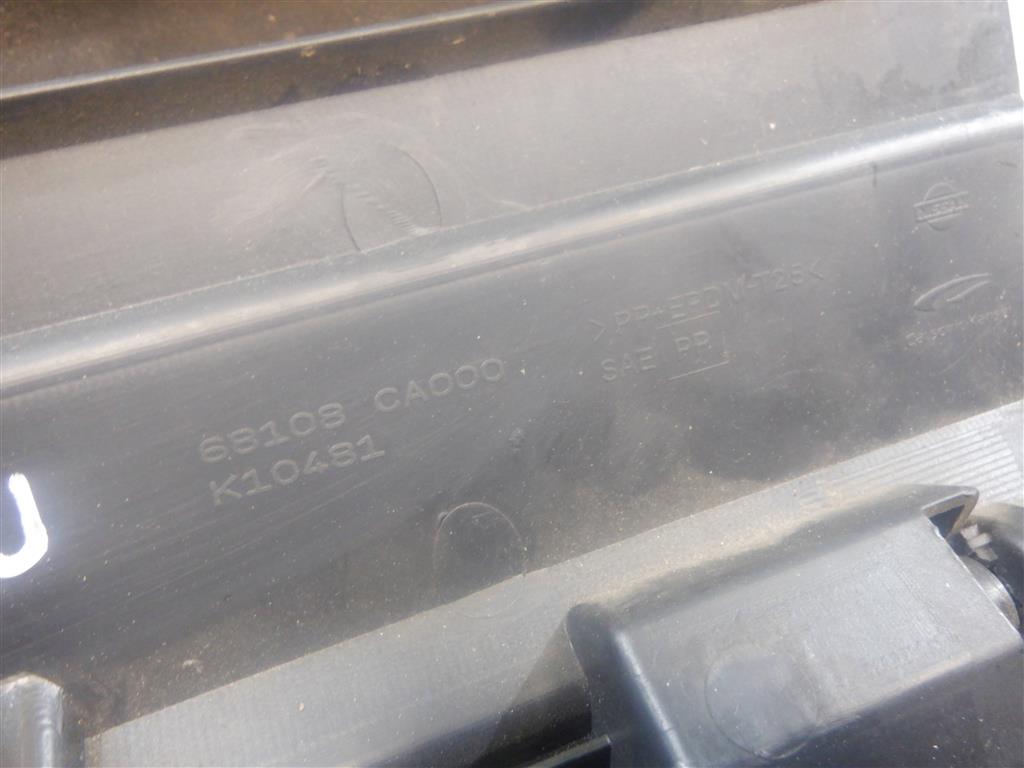 NISSAN
>PP+EPDM-T25<
SAE PP
68108 CA000
K10481